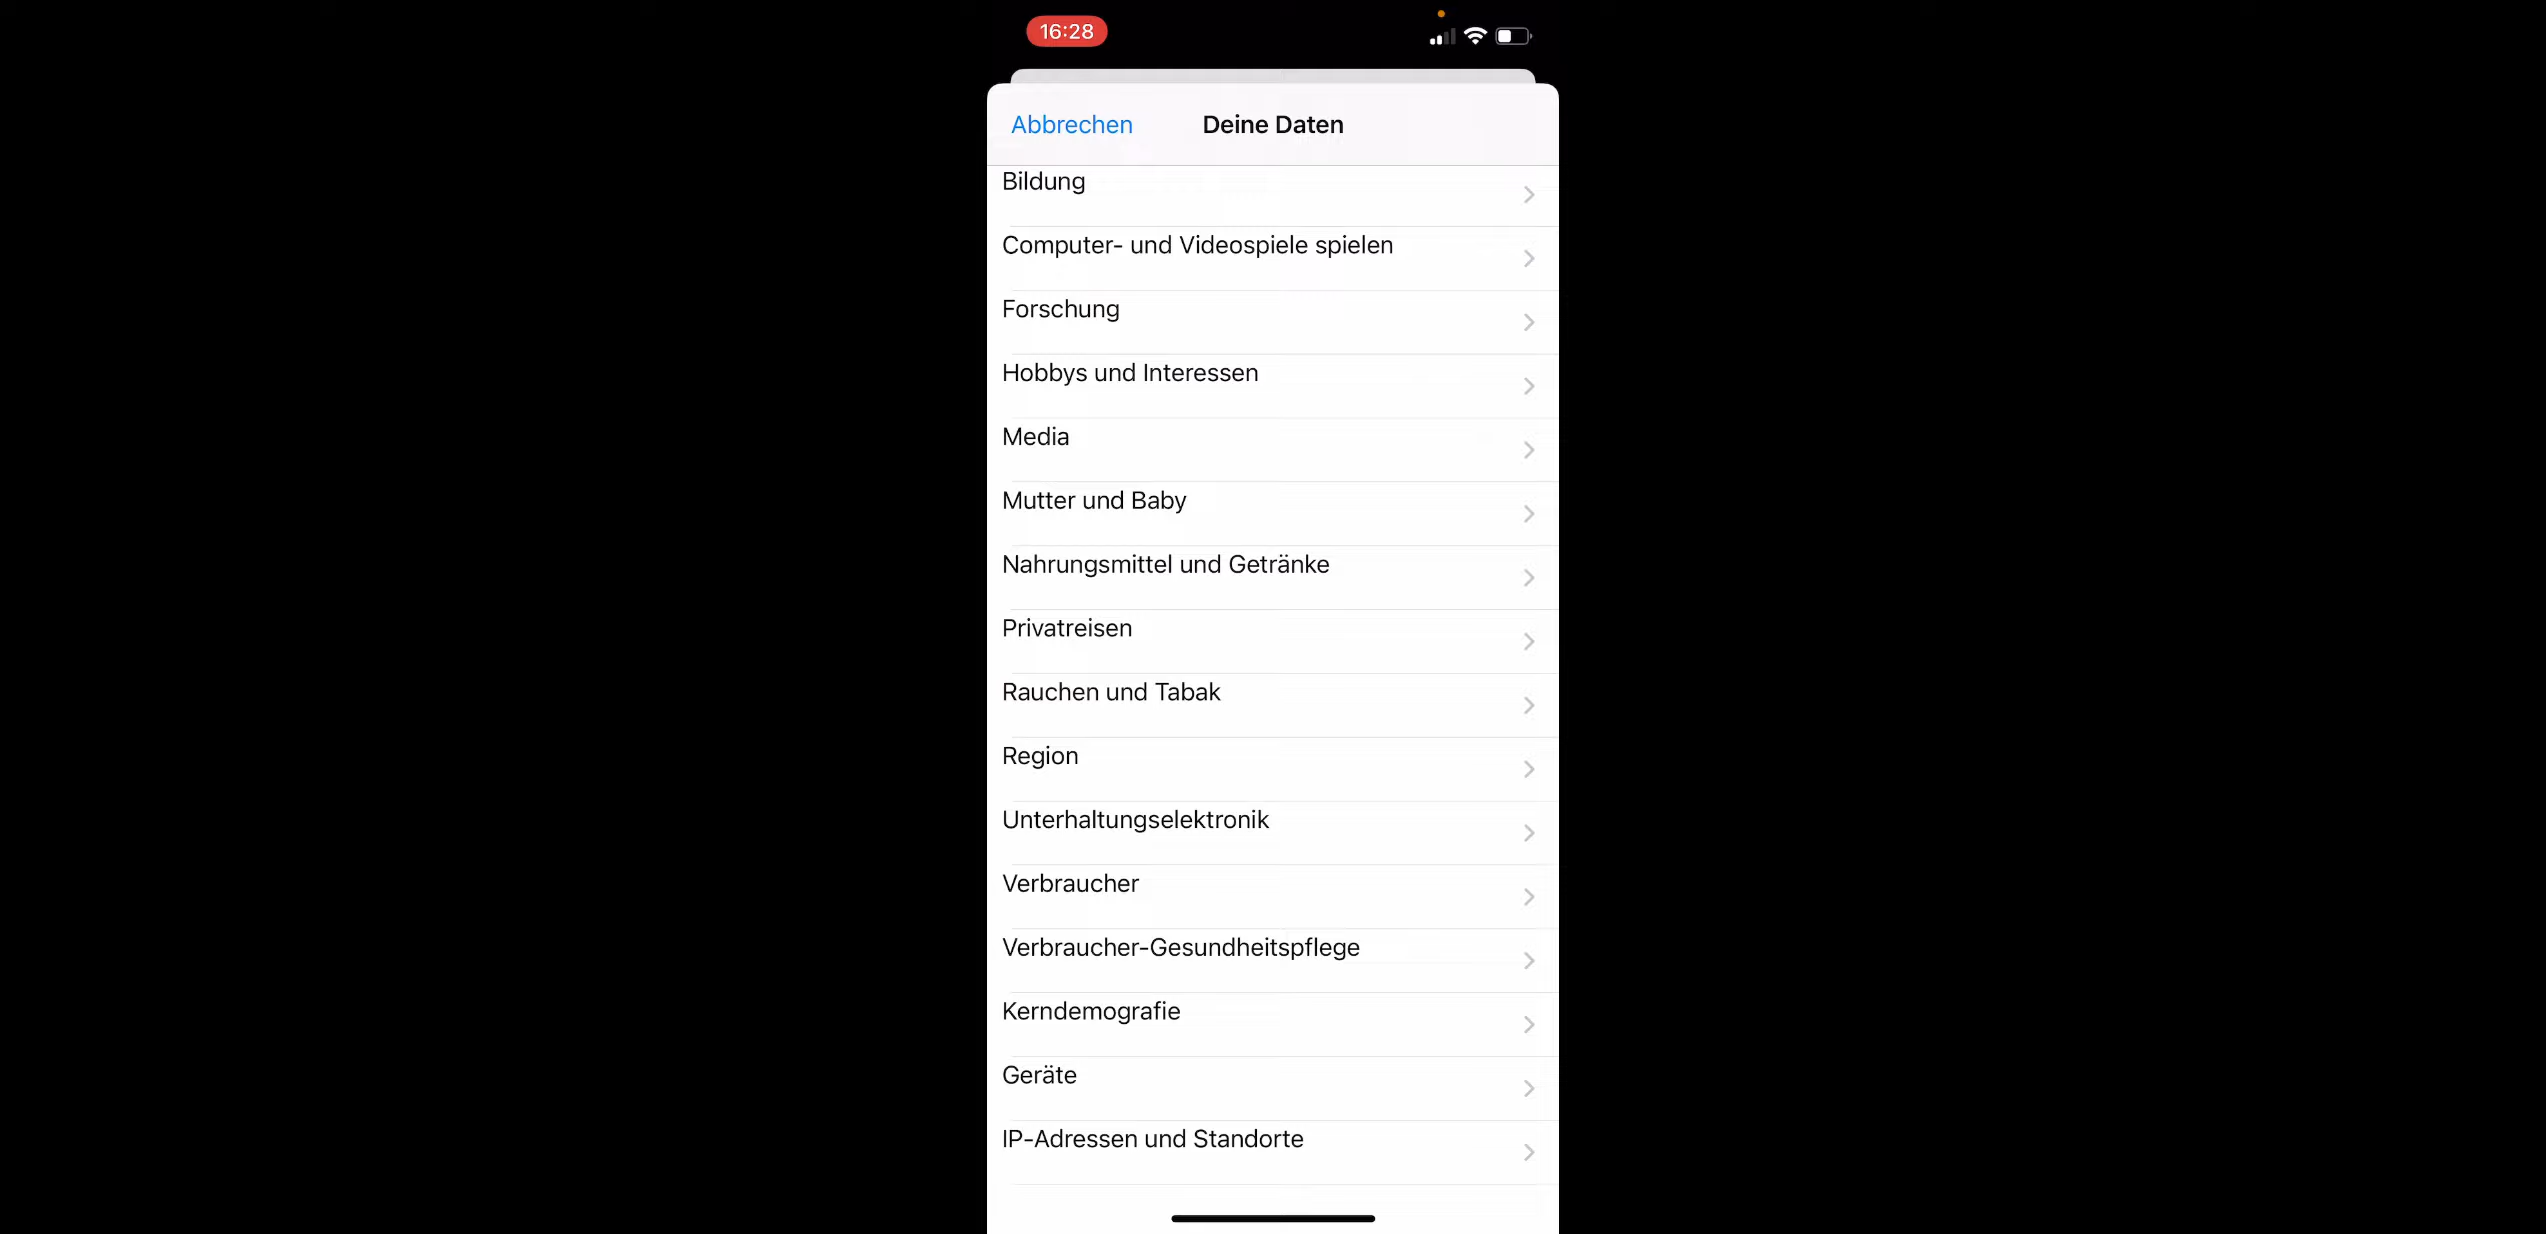 16:28
Abbrechen
Deine Daten
Bildung
Computer- und Videospiele spielen
Forschung
Hobbys und Interessen
Media
Mutter und Baby
Nahrungsmittel und Getränke
Privatreisen
Rauchen und Tabak
Region
Unterhaltungselektronik
Verbraucher
Verbraucher-Gesundheitspflege
Kerndemografie
Geräte
IP-Adressen und Standorte